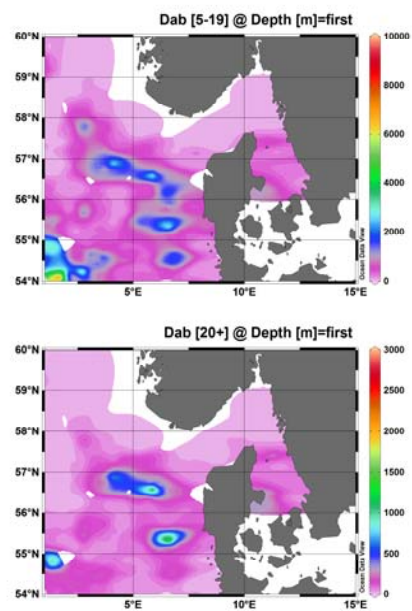 Dab [5-19] @ Depth [m]=first
60°N
59°N
58°N
57°N
56°N
55°N
54°N
5°E
10°E
15°E
10000
8000
6000
4000
2000
0
Ocean Data View
Dab [20+] @ Depth [m]=first
60°N
59°N
58°N
57°N
56°N
55°N
54°N
5°E
10°E
15°E
3000
2500
2000
1500
1000
500
0
Ocean Data View